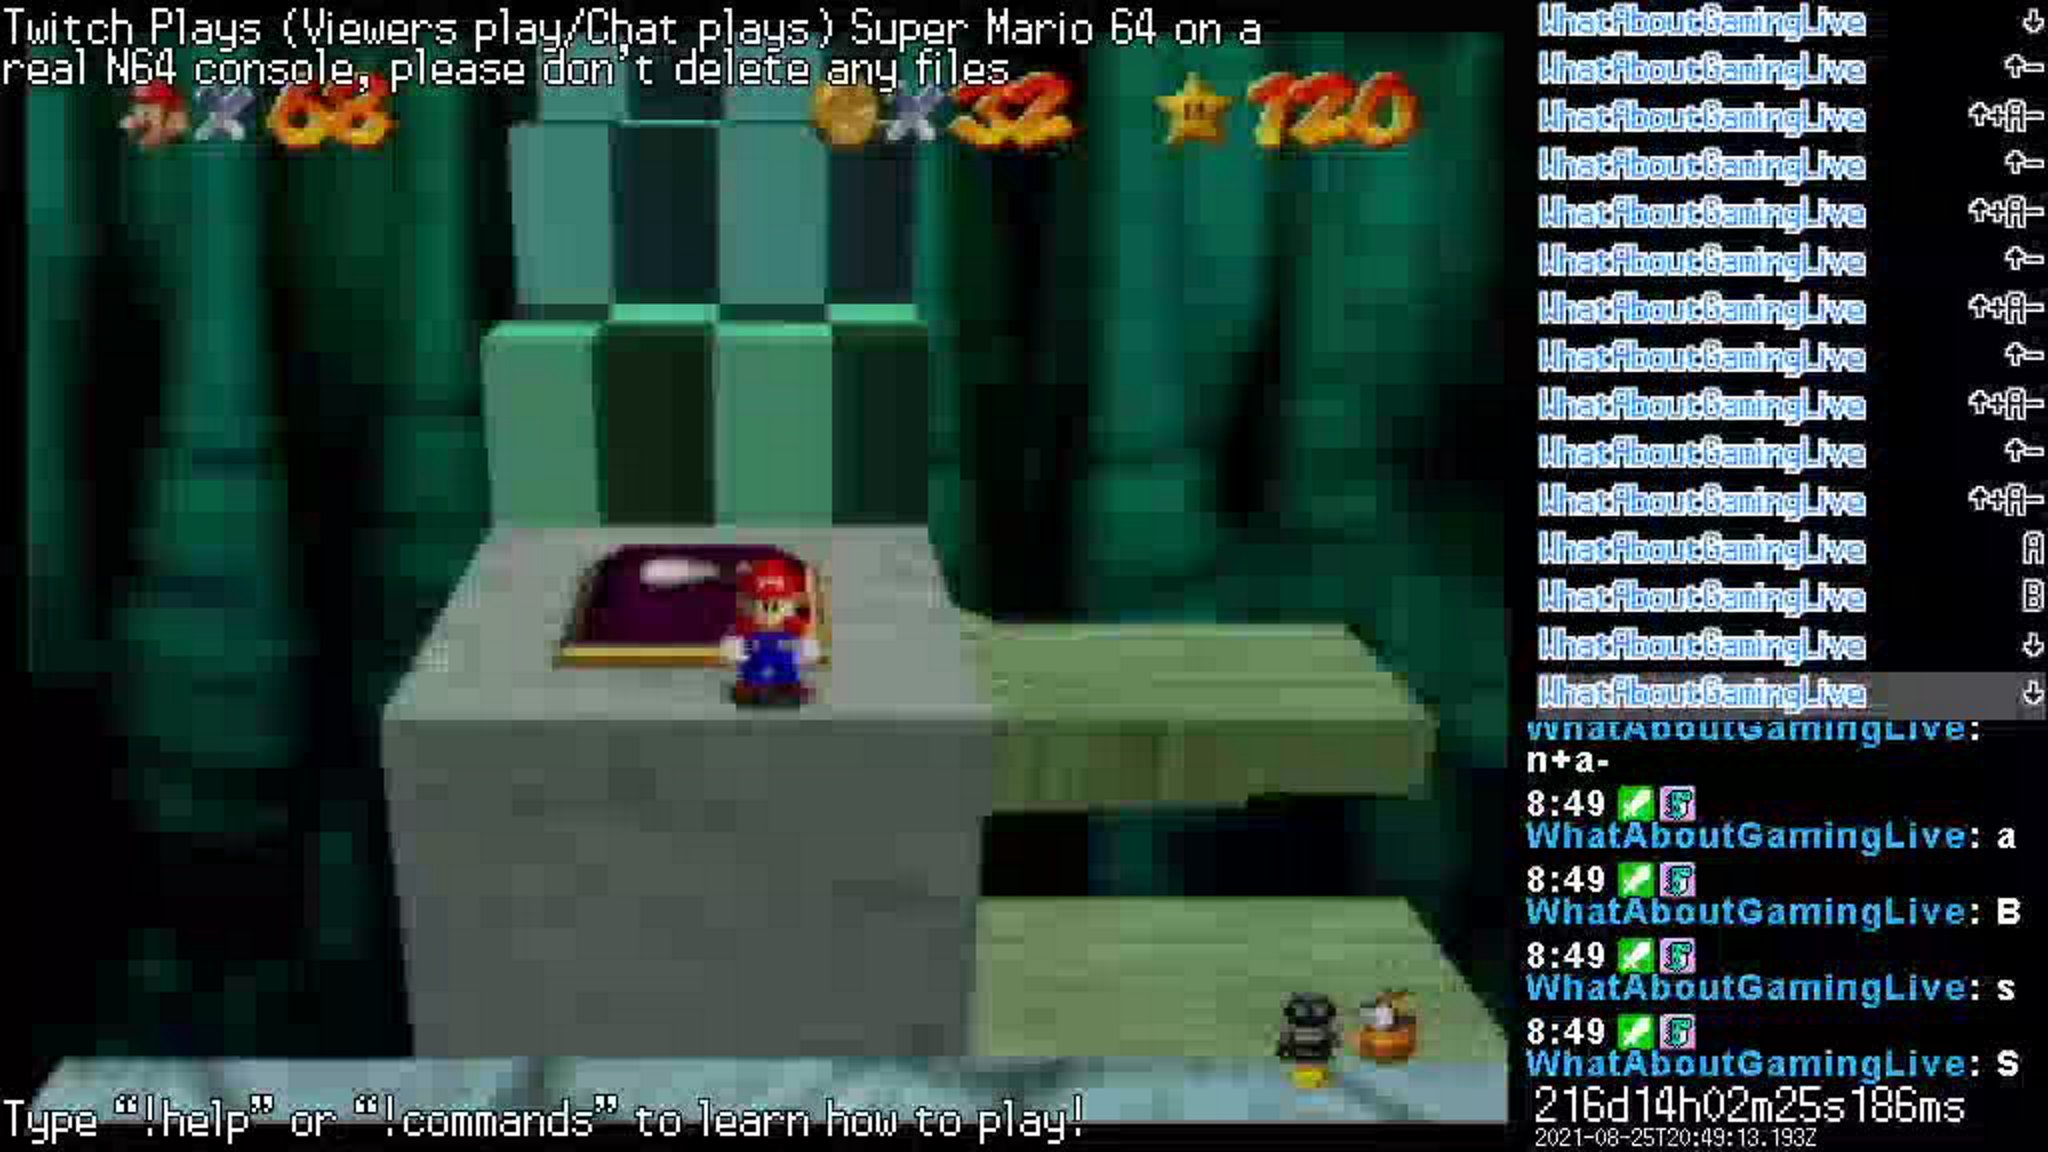 Twitch Plays (Viewers play/Chat plays) Super Mario 64 on a
real N64 console, please don't delete any files
68
32
120
WhatAboutGamingLive ↓
WhatAboutGamingLive ↑-
WhatAboutGamingLive ↑+A-
WhatAboutGamingLive ↑-
WhatAboutGamingLive ↑+A-
WhatAboutGamingLive ↑-
WhatAboutGamingLive ↑+A-
WhatAboutGamingLive ↑-
WhatAboutGamingLive ↑+A-
WhatAboutGamingLive ↑-
WhatAboutGamingLive ↑+A-
WhatAboutGamingLive A
WhatAboutGamingLive B
WhatAboutGamingLive ↓
WhatAboutGamingLive ↓
WhatAboutGamingLive:
n+a-
8:49
WhatAboutGamingLive: a
8:49
WhatAboutGamingLive: B
8:49
WhatAboutGamingLive: s
8:49
WhatAboutGamingLive: S
216d14h02m25s186ms
2021-08-25T20:49:13.193Z
Type “!help” or “!commands” to learn how to play!